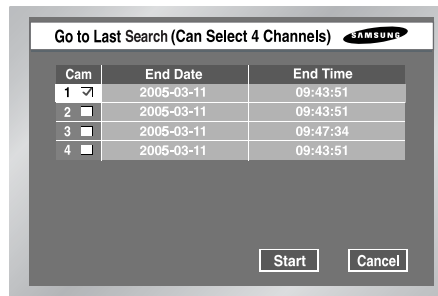 Go to Last Search (Can Select 4 Channels) SAMSUNG
Cam End Date End Time
1 2005-03-11 09:43:51
2 2005-03-11 09:43:51
3 2005-03-11 09:47:34
4 2005-03-11 09:43:51
Start Cancel